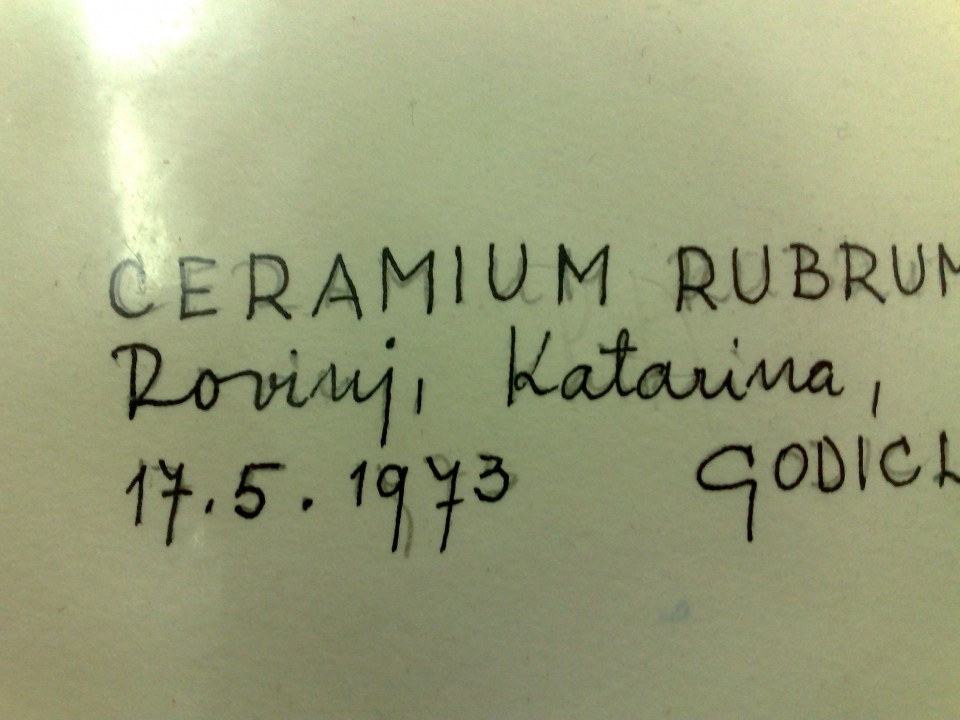 CERAMIUM RUBRUM
Rovinj, Katarina,
17.5.1973 GODICL